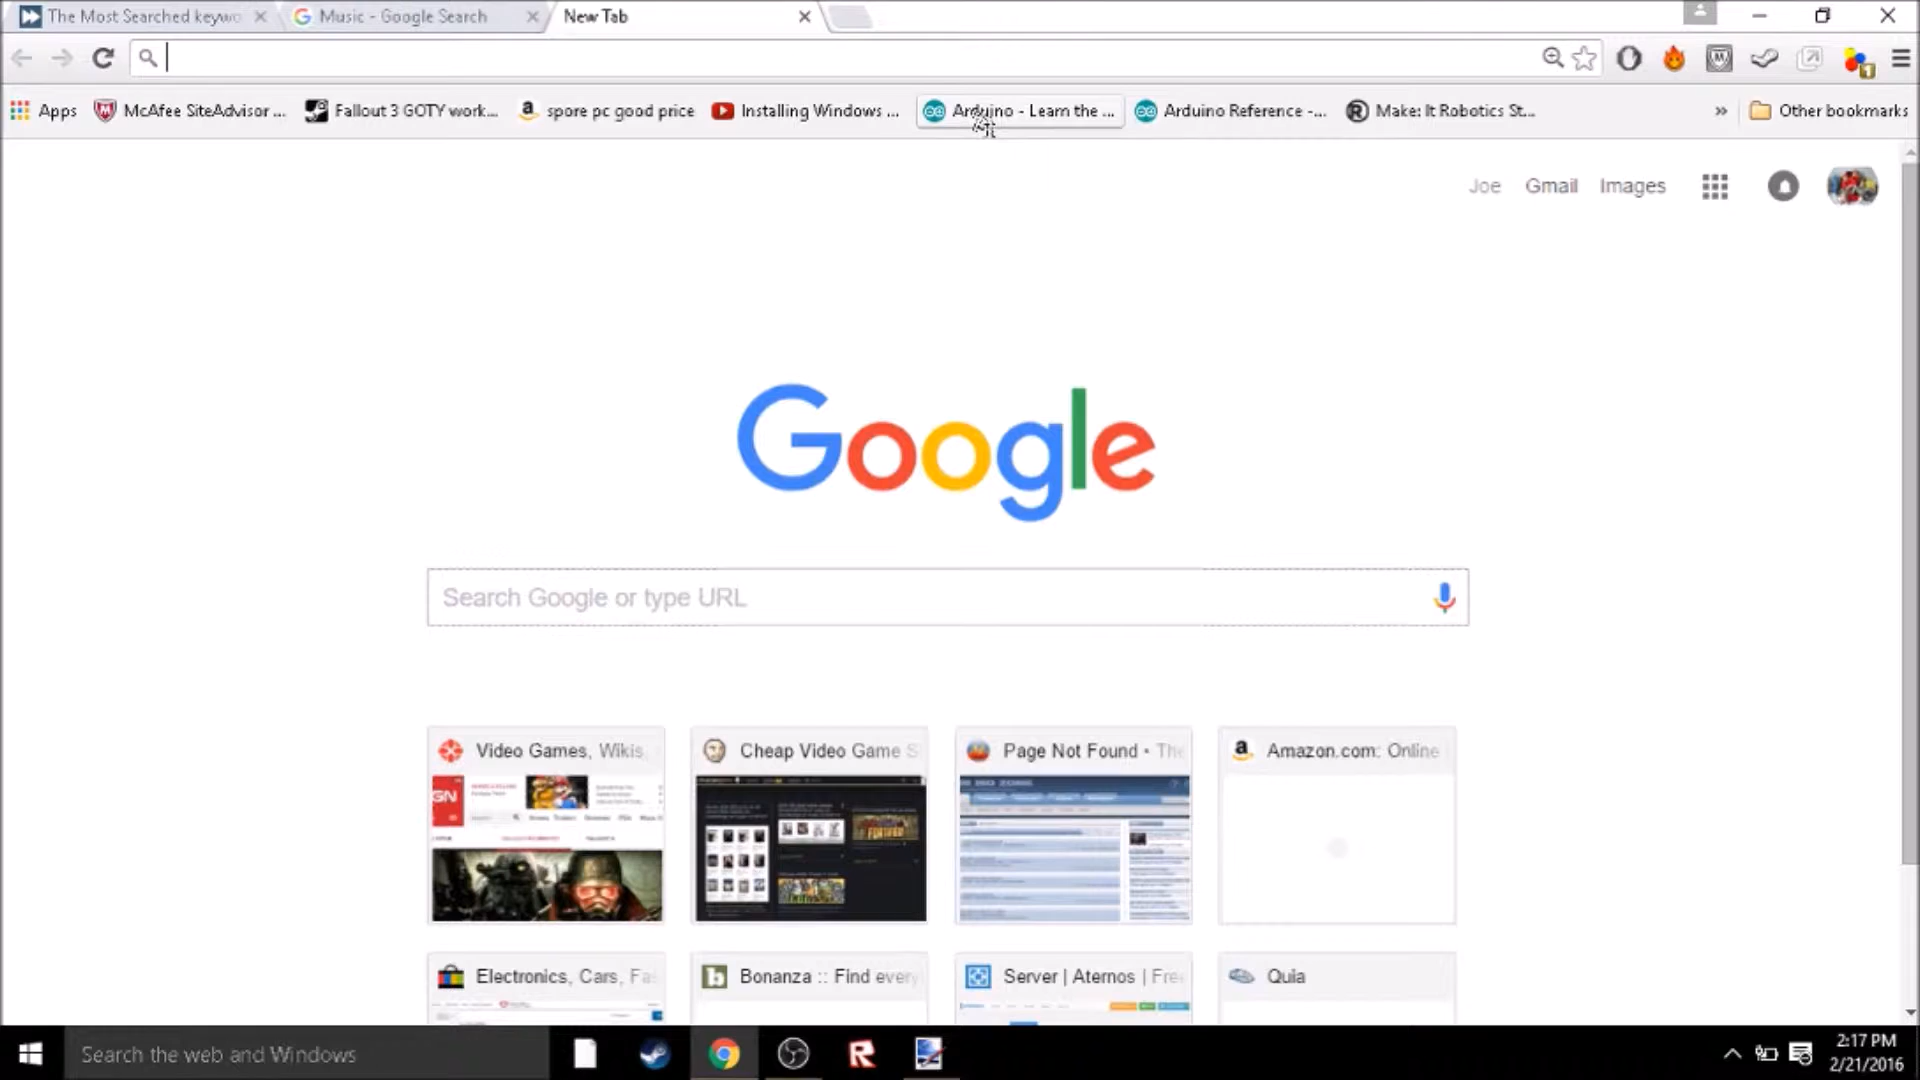 The Most Searched keywo
Music - Google Search
New Tab
Apps
McAfee SiteAdvisor ...
Fallout 3 GOTY work...
spore pc good price
Installing Windows ...
Arduino - Learn the ...
Arduino Reference -...
Make: It Robotics St...
»
Other bookmarks
Joe
Gmail
Images
Google
Search Google or type URL
Video Games, Wikis,
Cheap Video Game S
Page Not Found • The
Amazon.com: Online
GN
Electronics, Cars, Fas
Bonanza :: Find every
Server | Aternos | Free
Quia
Search the web and Windows
2:17 PM
2/21/2016